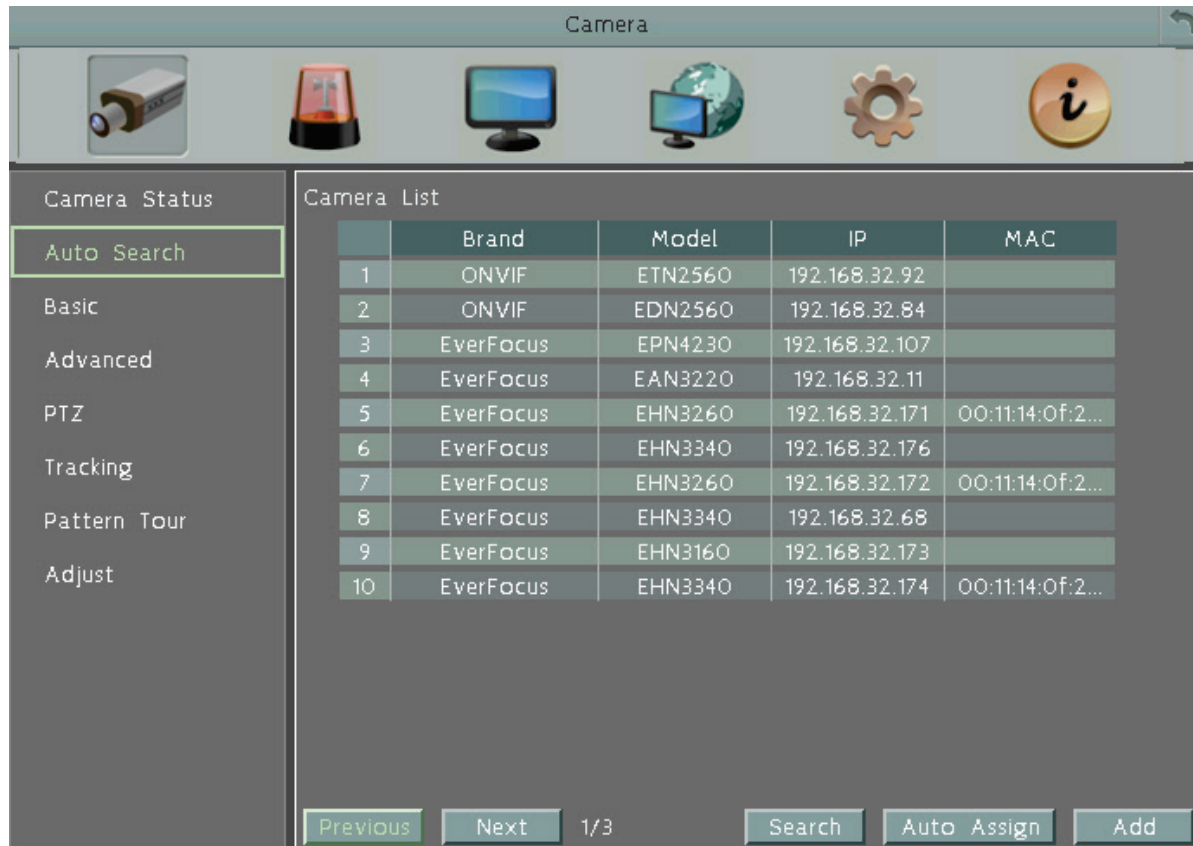 Camera
Camera Status
Auto Search
Basic
Advanced
PTZ
Tracking
Pattern Tour
Adjust
Camera List
Brand Model IP MAC
1 ONVIF ETN2560 192.168.32.92
2 ONVIF EDN2560 192.168.32.84
3 EverFocus EPN4230 192.168.32.107
4 EverFocus EAN3220 192.168.32.11
5 EverFocus EHN3260 192.168.32.171 00:11:14:0f:2...
6 EverFocus EHN3340 192.168.32.176
7 EverFocus EHN3260 192.168.32.172 00:11:14:0f:2...
8 EverFocus EHN3340 192.168.32.68
9 EverFocus EHN3160 192.168.32.173
10 EverFocus EHN3340 192.168.32.174 00:11:14:0f:2...
Previous Next 1/3 Search Auto Assign Add